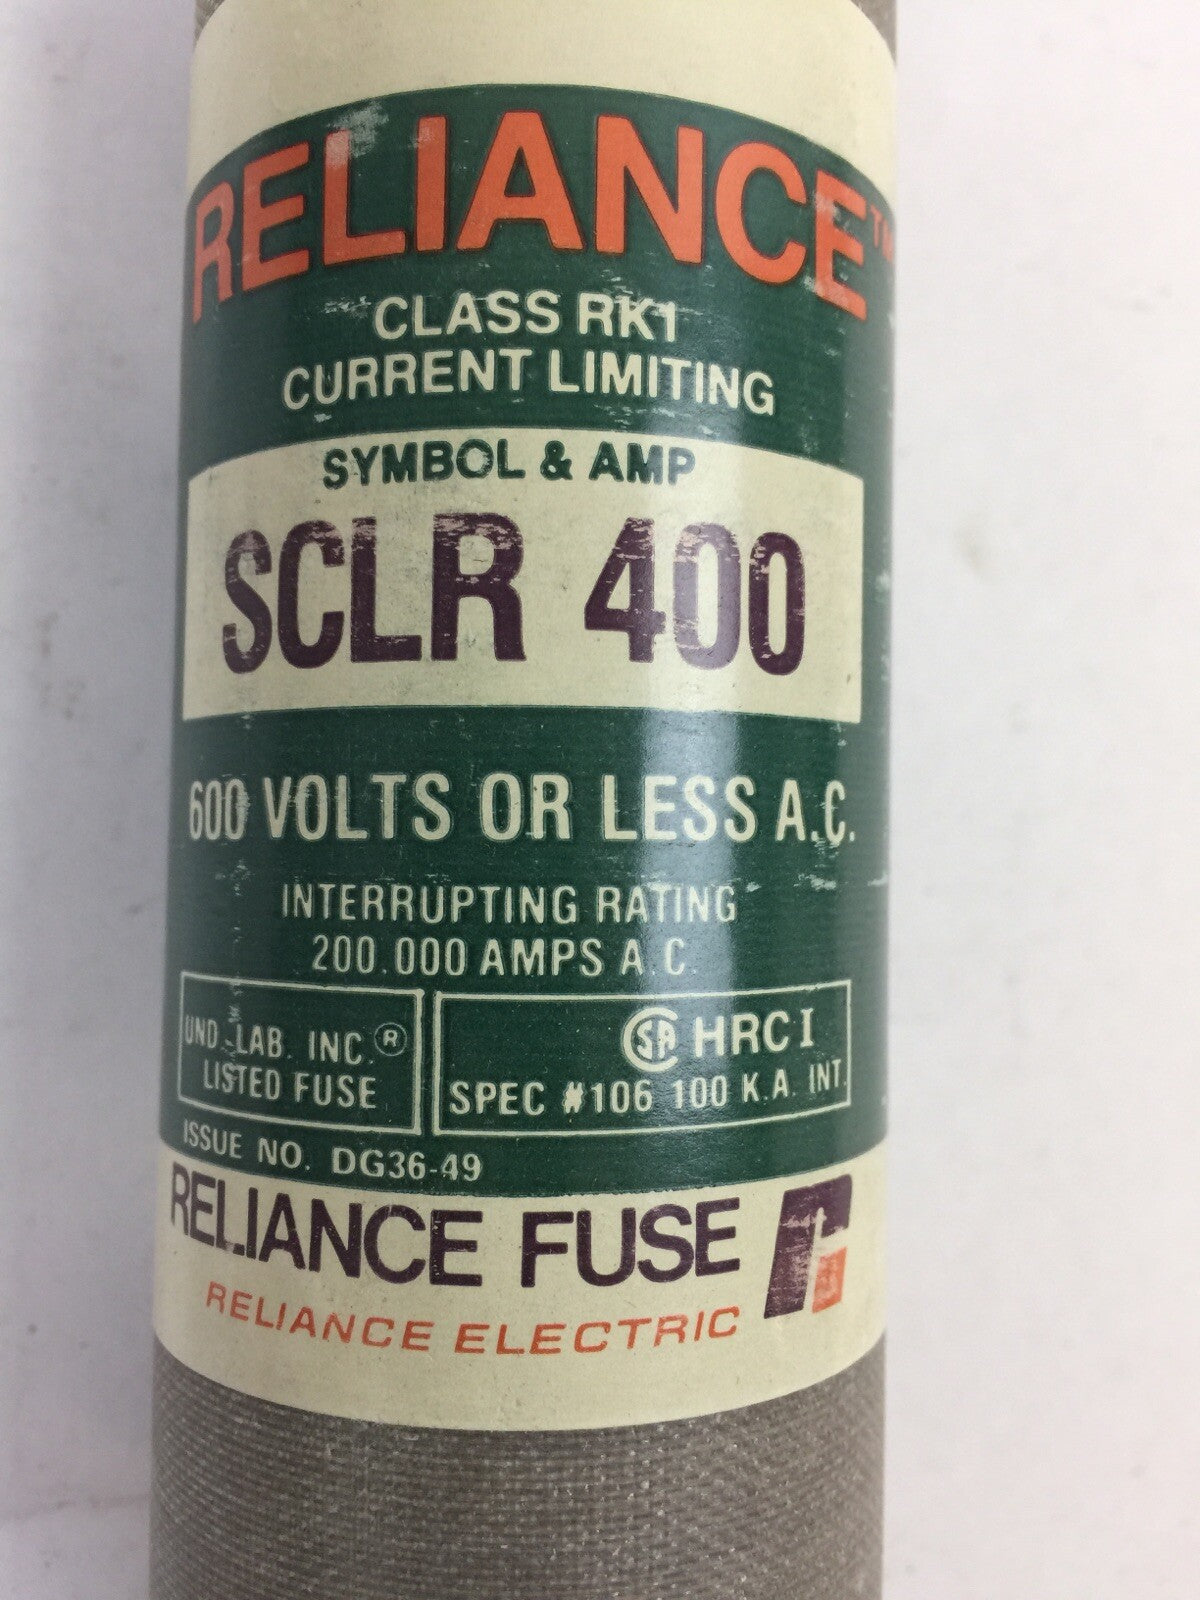 RELIANCE™
CLASS RK1
CURRENT LIMITING
SYMBOL & AMP
SCLR 400
600 VOLTS OR LESS A.C.
INTERRUPTING RATING
200.000 AMPS A.C.
UND. LAB. INC.®
LISTED FUSE
SA HRC I
SPEC #106 100 K.A. INT.
ISSUE NO. DG36-49
RELIANCE FUSE
RELIANCE ELECTRIC